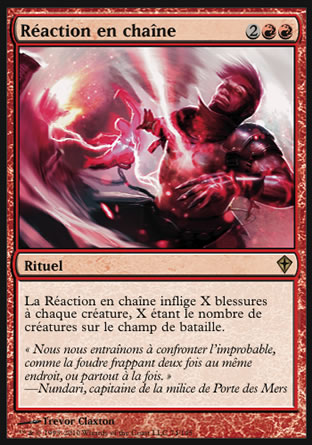 Réaction en chaîne 2
Rituel
La Réaction en chaîne inflige X blessures
à chaque créature, X étant le nombre de
créatures sur le champ de bataille.
« Nous nous entraînons à confronter l'improbable,
comme la foudre frappant deux fois au même
endroit, ou partout à la fois. »
—Nundari, capitaine de la milice de Porte des Mers
Trevor Claxton